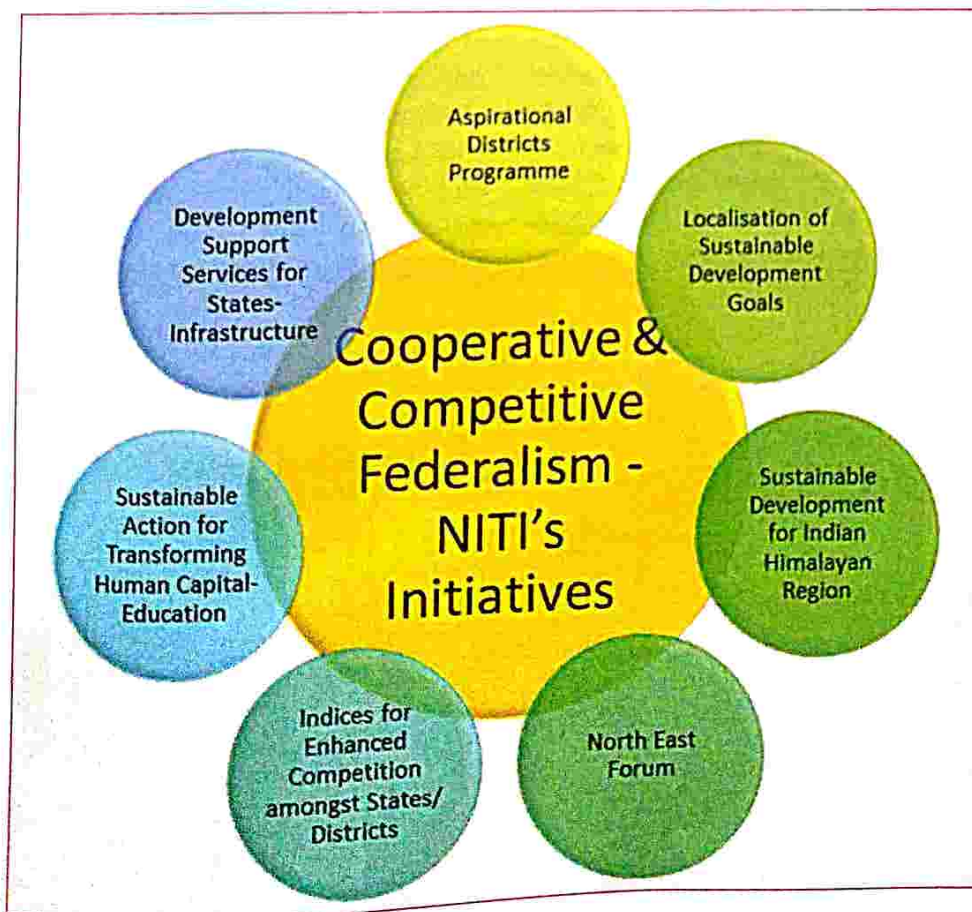 Aspirational
Districts
Programme
Localisation of
Sustainable
Development
Goals
Sustainable
Development
for Indian
Himalayan
Region
North East
Forum
Indices for
Enhanced
Competition
amongst States/
Districts
Sustainable
Action for
Transforming
Human Capital-
Education
Development
Support
Services for
States-
Infrastructure
Cooperative &
Competitive
Federalism -
NITI's
Initiatives